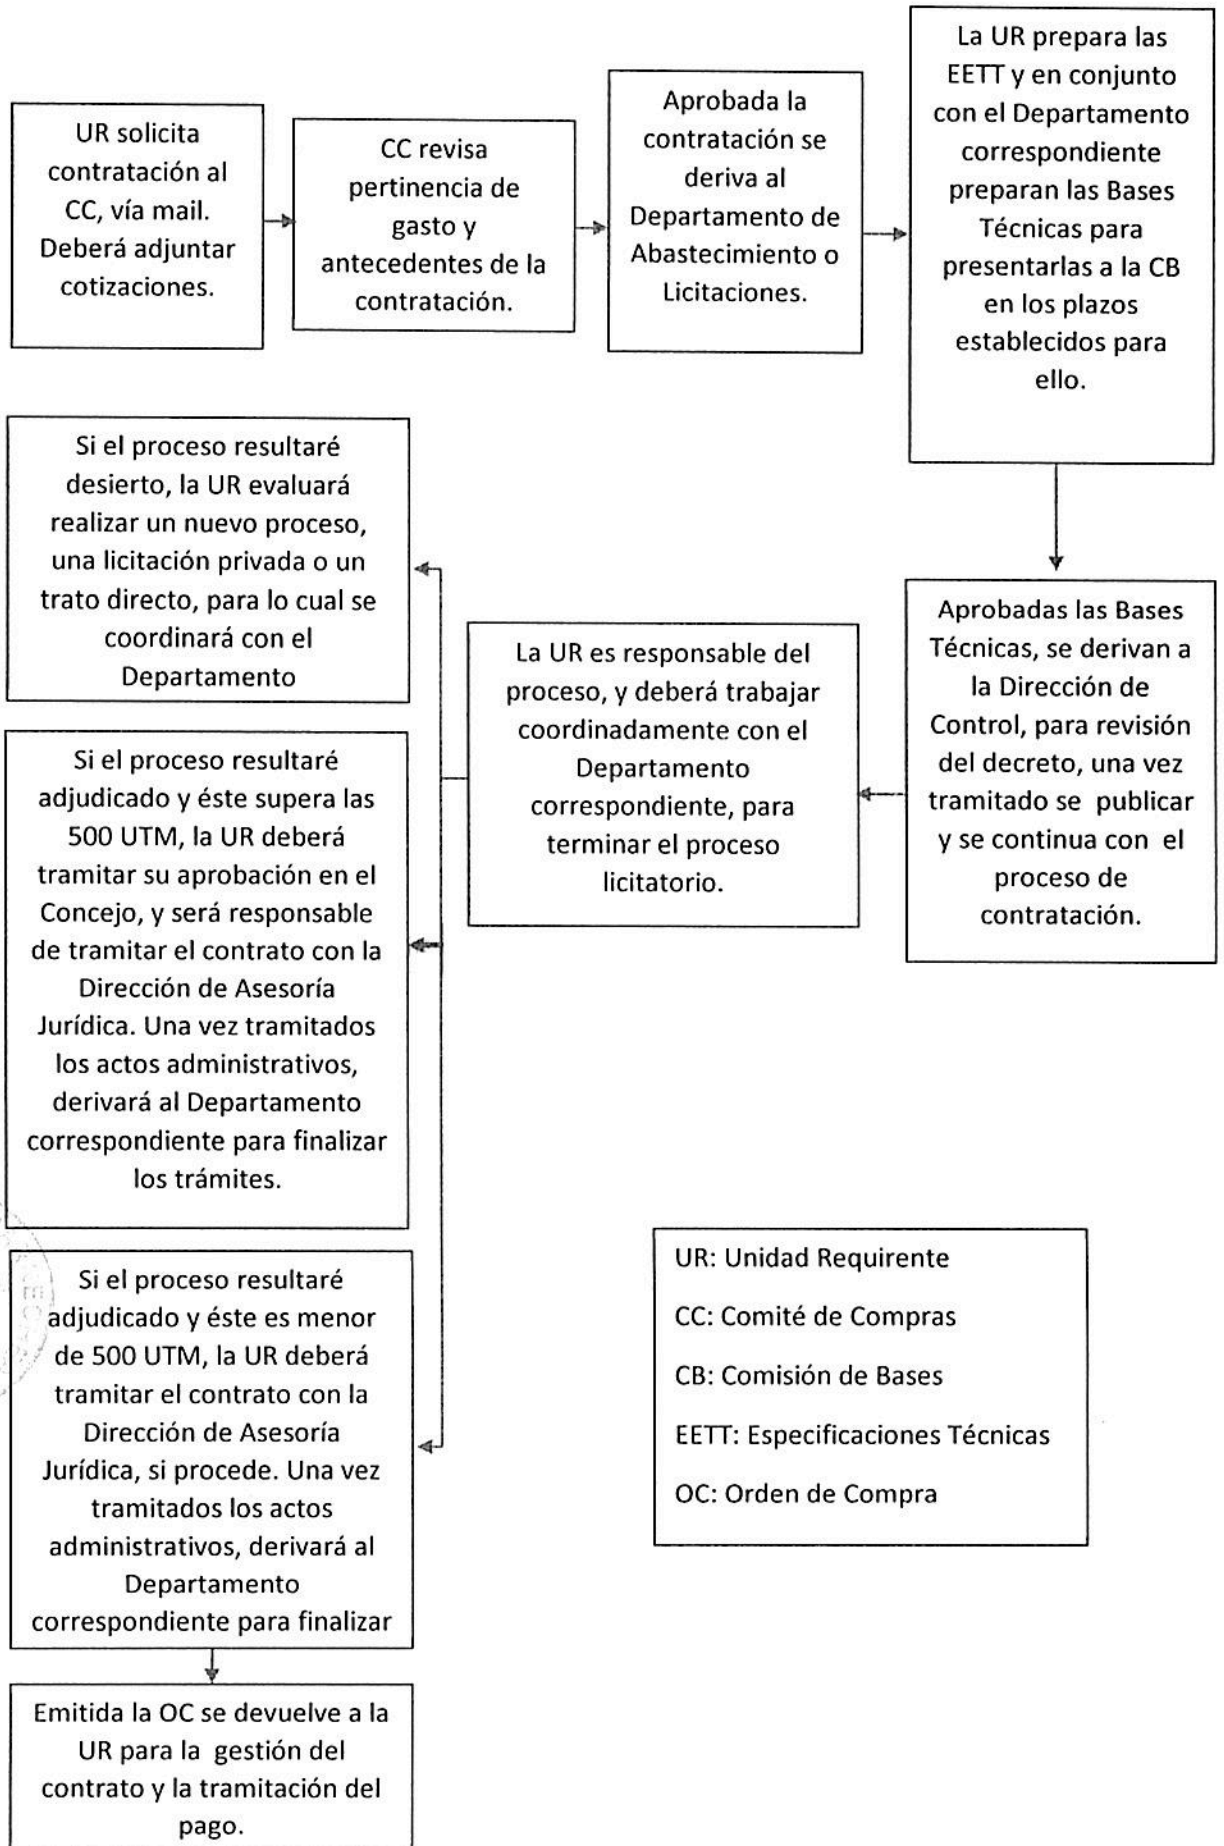 UR solicita
contratación al
CC, vía mail.
Deberá adjuntar
cotizaciones.
CC revisa
pertinencia de
gasto y
antecedentes de la
contratación.
Aprobada la
contratación se
deriva al
Departamento de
Abastecimiento o
Licitaciones.
La UR prepara las
EETT y en conjunto
con el Departamento
correspondiente
preparan las Bases
Técnicas para
presentarlas a la CB
en los plazos
establecidos para
ello.
Aprobadas las Bases
Técnicas, se derivan a
la Dirección de
Control, para revisión
del decreto, una vez
tramitado se publicar
y se continua con el
proceso de
contratación.
La UR es responsable del
proceso, y deberá trabajar
coordinadamente con el
Departamento
correspondiente, para
terminar el proceso
licitatorio.
Si el proceso resultaré
desierto, la UR evaluará
realizar un nuevo proceso,
una licitación privada o un
trato directo, para lo cual se
coordinará con el
Departamento
Si el proceso resultaré
adjudicado y éste supera las
500 UTM, la UR deberá
tramitar su aprobación en el
Concejo, y será responsable
de tramitar el contrato con la
Dirección de Asesoría
Jurídica. Una vez tramitados
los actos administrativos,
derivará al Departamento
correspondiente para finalizar
los trámites.
Si el proceso resultaré
adjudicado y éste es menor
de 500 UTM, la UR deberá
tramitar el contrato con la
Dirección de Asesoría
Jurídica, si procede. Una vez
tramitados los actos
administrativos, derivará al
Departamento
correspondiente para finalizar
Emitida la OC se devuelve a la
UR para la gestión del
contrato y la tramitación del
pago.
UR: Unidad Requirente
CC: Comité de Compras
CB: Comisión de Bases
EETT: Especificaciones Técnicas
OC: Orden de Compra